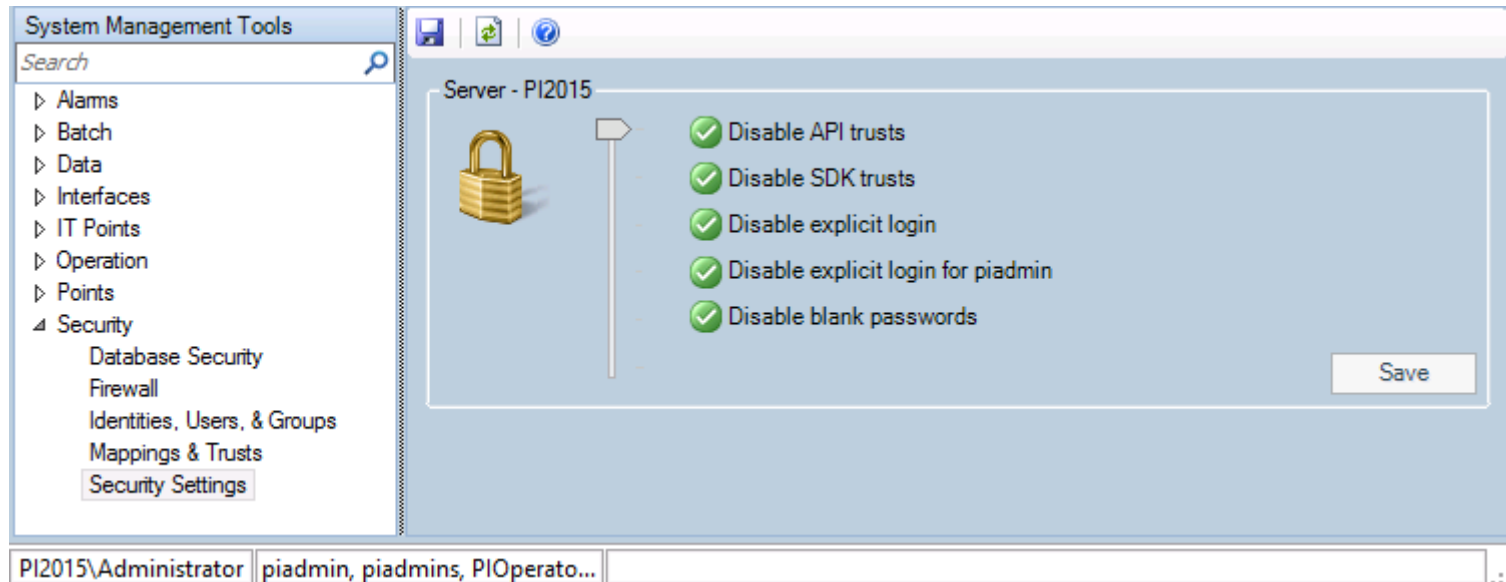 System Management Tools
Search
Alarms
Batch
Data
Interfaces
IT Points
Operation
Points
Security
Database Security
Firewall
Identities, Users, & Groups
Mappings & Trusts
Security Settings
Server - PI2015
Disable API trusts
Disable SDK trusts
Disable explicit login
Disable explicit login for piadmin
Disable blank passwords
Save
PI2015\Administrator piadmin, piadmins, PIOperato...